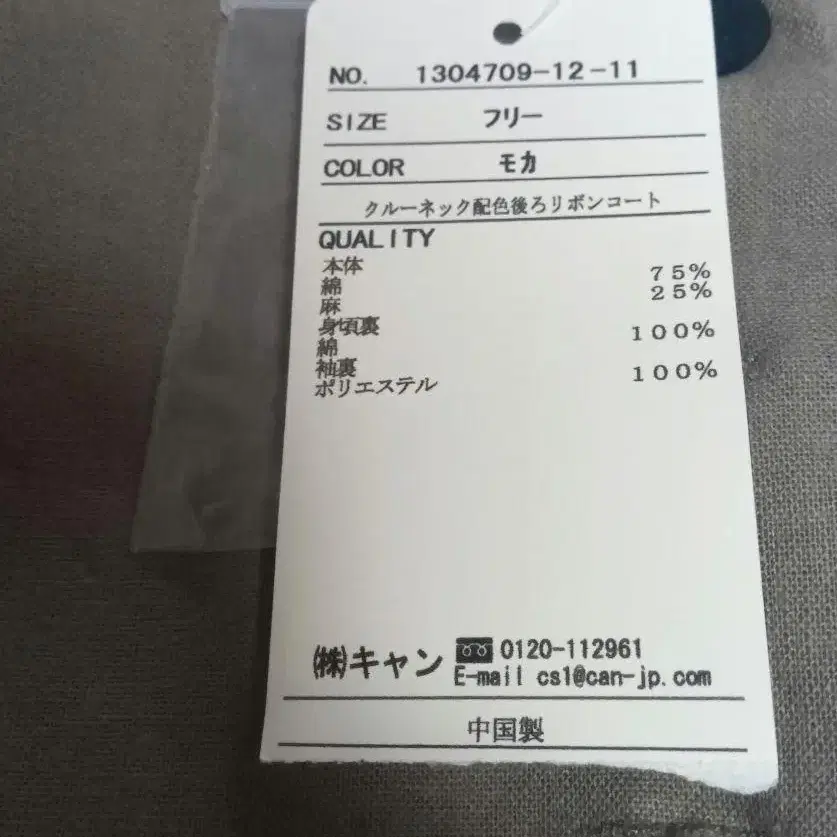 NO. 1304709-12-11
SIZE フリー
COLOR モカ
クルーネック配色後ろリボンコート
QUALITY
本体
綿 75%
麻 25%
身頃裏
綿 100%
袖裏
ポリエステル 100%
㈱キャン 0120-112961
E-mail cs1@can-jp.com
中国製